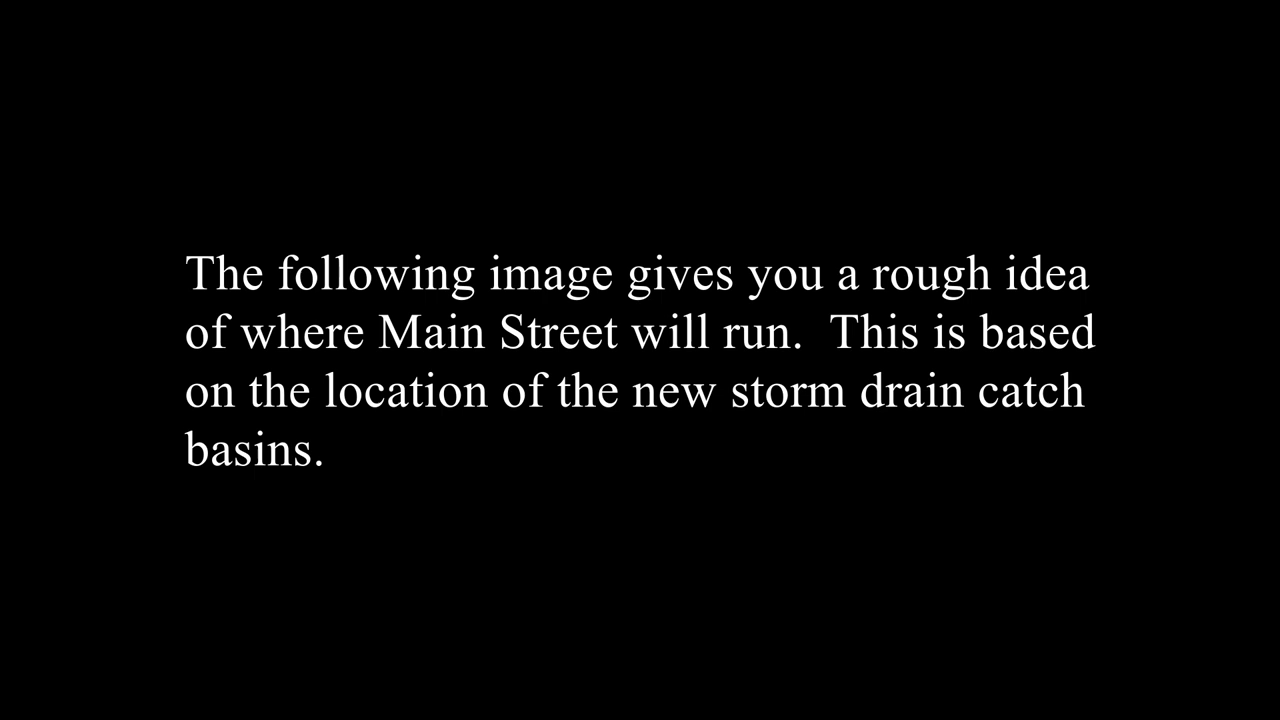 The following image gives you a rough idea
of where Main Street will run.  This is based
on the location of the new storm drain catch
basins.